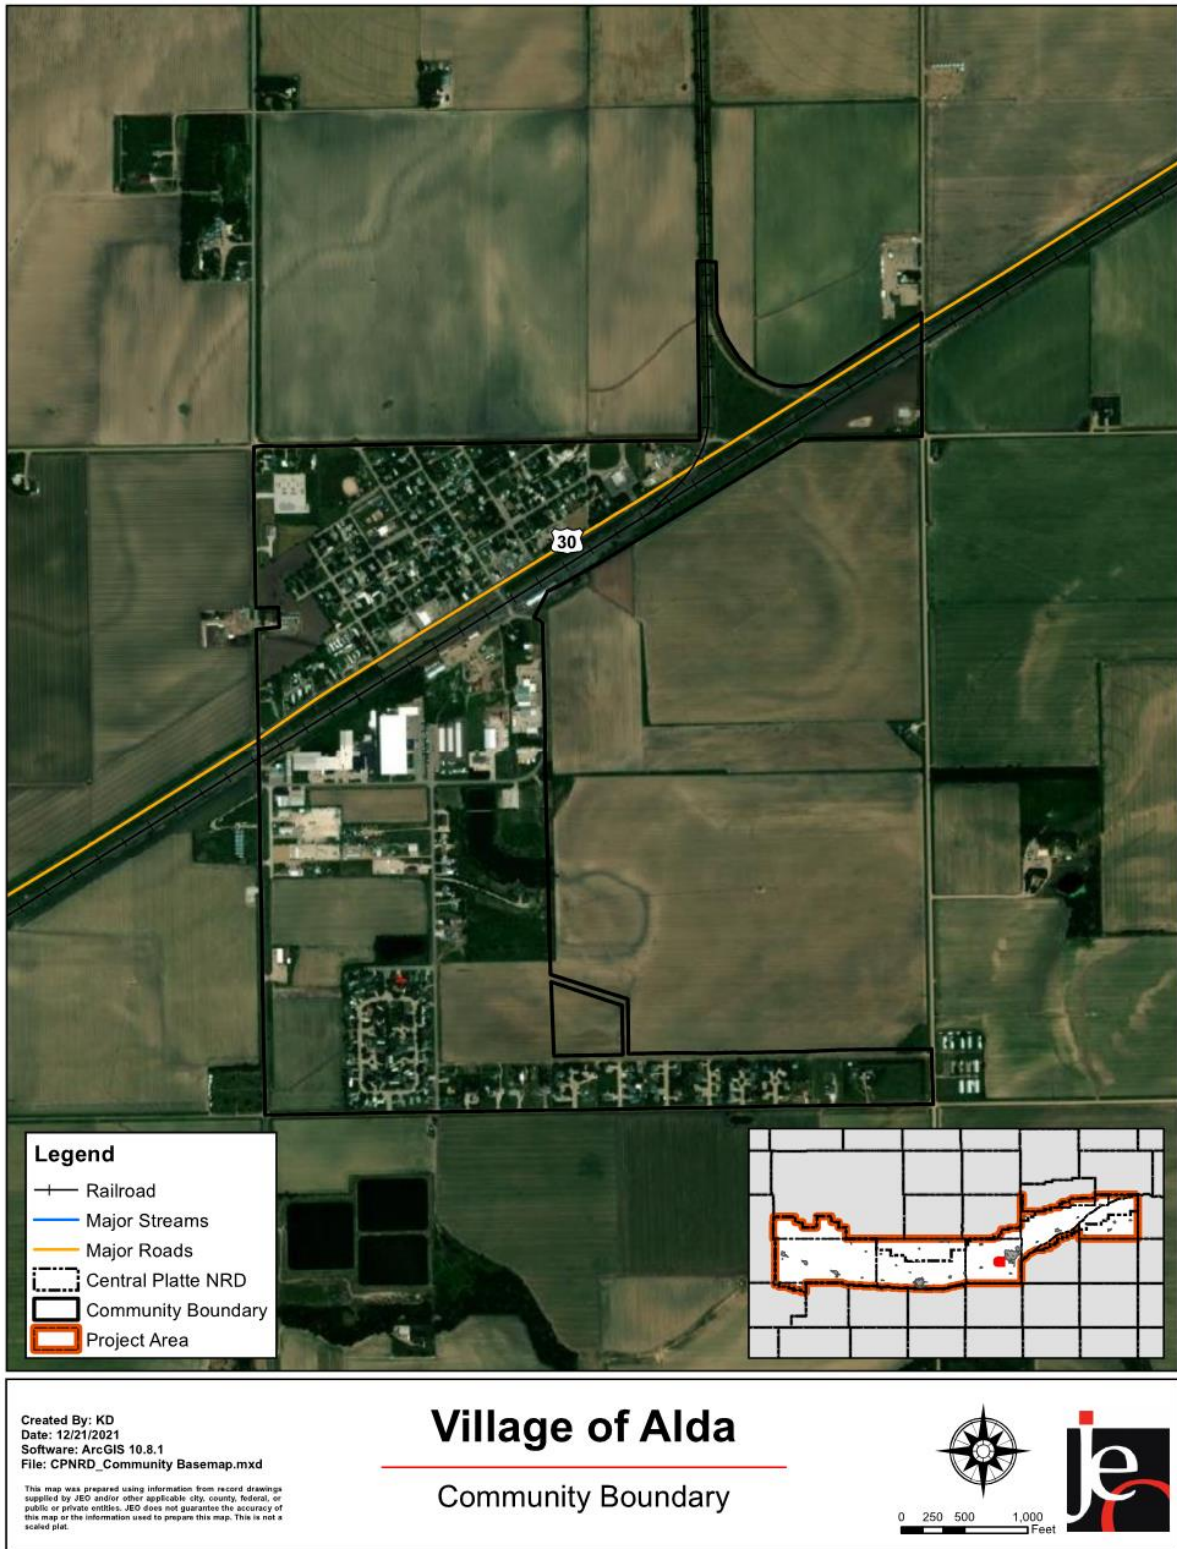 30
Legend
Railroad
Major Streams
Major Roads
Central Platte NRD
Community Boundary
Project Area
Created By: KD
Date: 12/21/2021
Software: ArcGIS 10.8.1
File: CPNRD_Community Basemap.mxd
This map was prepared using information from record drawings
supplied by JEO and/or other applicable city, county, federal, or
public or private entities. JEO does not guarantee the accuracy of
this map or the information used to prepare this map. This is not a
scaled plat.
Village of Alda
Community Boundary
0 250 500 1,000
Feet
jeo